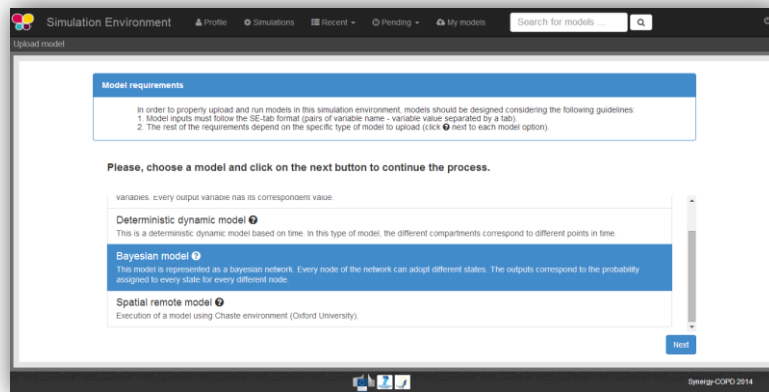 Simulation Environment Profile Simulations Recent Pending My models Search for models ...
Upload model
Model requirements
In order to properly upload and run models in this simulation environment, models should be designed considering the following guidelines:
1. Model inputs must follow the SE-tab format (pairs of variable name - variable value separated by a tab).
2. The rest of the requirements depend on the specific type of model to upload (click ? next to each model option).
Please, choose a model and click on the next button to continue the process.
variables. Every output variable has its correspondent value.
Deterministic dynamic model ?
This is a deterministic dynamic model based on time. In this type of model, the different compartments correspond to different points in time.
Bayesian model ?
This model is represented as a bayesian network. Every node of the network can adopt different states. The outputs correspond to the probability
assigned to every state for every different node.
Spatial remote model ?
Execution of a model using Chaste environment (Oxford University).
Next
Synergy-COPD 2014